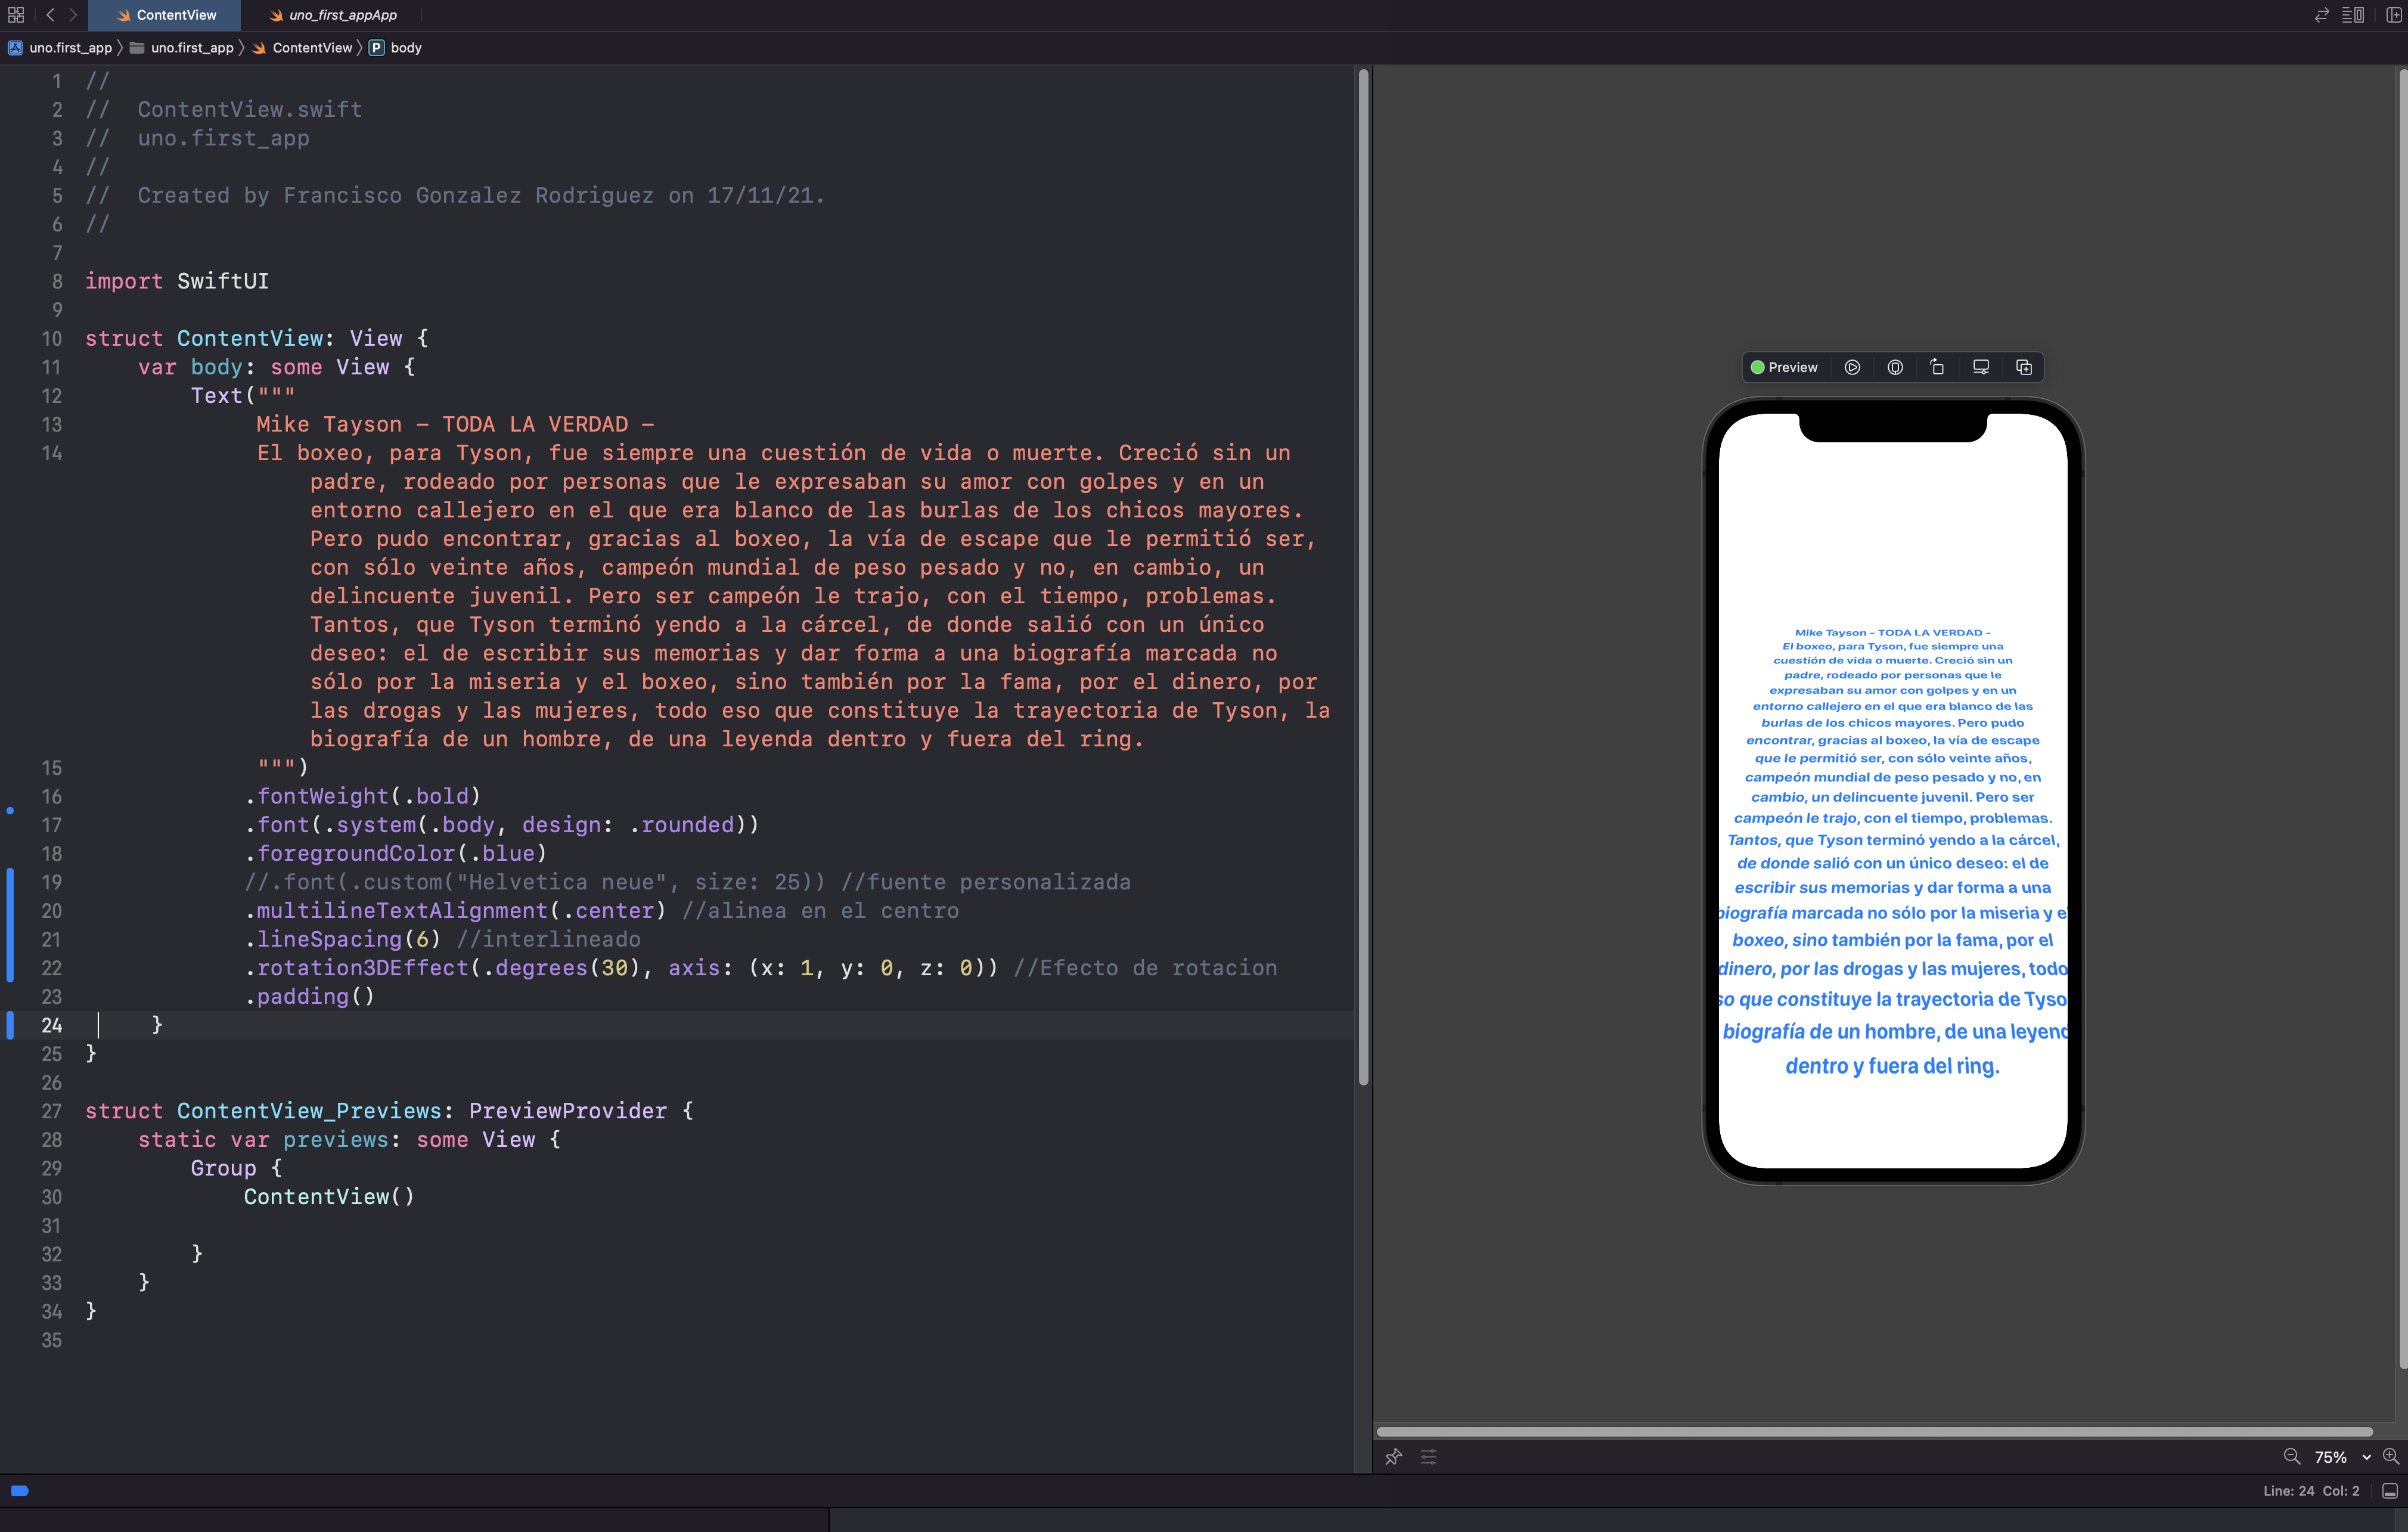 ContentView
uno_first_appApp
uno.first_app 〉 uno.first_app 〉 ContentView 〉 P body
1 //
2 //  ContentView.swift
3 //  uno.first_app
4 //
5 //  Created by Francisco Gonzalez Rodriguez on 17/11/21.
6 //
7
8 import SwiftUI
9
10 struct ContentView: View {
11     var body: some View {
12         Text("""
13              Mike Tayson - TODA LA VERDAD -
14              El boxeo, para Tyson, fue siempre una cuestión de vida o muerte. Creció sin un
padre, rodeado por personas que le expresaban su amor con golpes y en un
entorno callejero en el que era blanco de las burlas de los chicos mayores.
Pero pudo encontrar, gracias al boxeo, la vía de escape que le permitió ser,
con sólo veinte años, campeón mundial de peso pesado y no, en cambio, un
delincuente juvenil. Pero ser campeón le trajo, con el tiempo, problemas.
Tantos, que Tyson terminó yendo a la cárcel, de donde salió con un único
deseo: el de escribir sus memorias y dar forma a una biografía marcada no
sólo por la miseria y el boxeo, sino también por la fama, por el dinero, por
las drogas y las mujeres, todo eso que constituye la trayectoria de Tyson, la
biografía de un hombre, de una leyenda dentro y fuera del ring.
15              """)
16             .fontWeight(.bold)
17             .font(.system(.body, design: .rounded))
18             .foregroundColor(.blue)
19             //.font(.custom("Helvetica neue", size: 25)) //fuente personalizada
20             .multilineTextAlignment(.center) //alinea en el centro
21             .lineSpacing(6) //interlineado
22             .rotation3DEffect(.degrees(30), axis: (x: 1, y: 0, z: 0)) //Efecto de rotacion
23             .padding()
24     }
25 }
26
27 struct ContentView_Previews: PreviewProvider {
28     static var previews: some View {
29         Group {
30             ContentView()
31
32         }
33     }
34 }
35
Preview
Mike Tayson - TODA LA VERDAD -
El boxeo, para Tyson, fue siempre una
cuestión de vida o muerte. Creció sin un
padre, rodeado por personas que le
expresaban su amor con golpes y en un
entorno callejero en el que era blanco de las
burlas de los chicos mayores. Pero pudo
encontrar, gracias al boxeo, la vía de escape
que le permitió ser, con sólo veinte años,
campeón mundial de peso pesado y no, en
cambio, un delincuente juvenil. Pero ser
campeón le trajo, con el tiempo, problemas.
Tantos, que Tyson terminó yendo a la cárcel,
de donde salió con un único deseo: el de
escribir sus memorias y dar forma a una
biografía marcada no sólo por la miseria y el
boxeo, sino también por la fama, por el
dinero, por las drogas y las mujeres, todo
so que constituye la trayectoria de Tyso
biografía de un hombre, de una leyend
dentro y fuera del ring.
75%
Line: 24 Col: 2